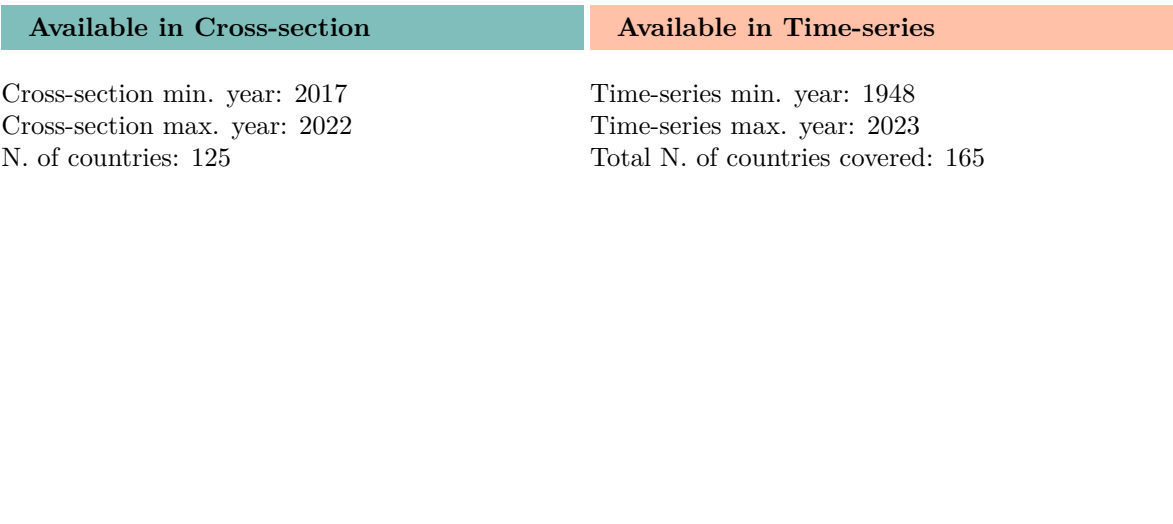 Available in Cross-section
Cross-section min. year: 2017
Cross-section max. year: 2022
N. of countries: 125
Available in Time-series
Time-series min. year: 1948
Time-series max. year: 2023
Total N. of countries covered: 165